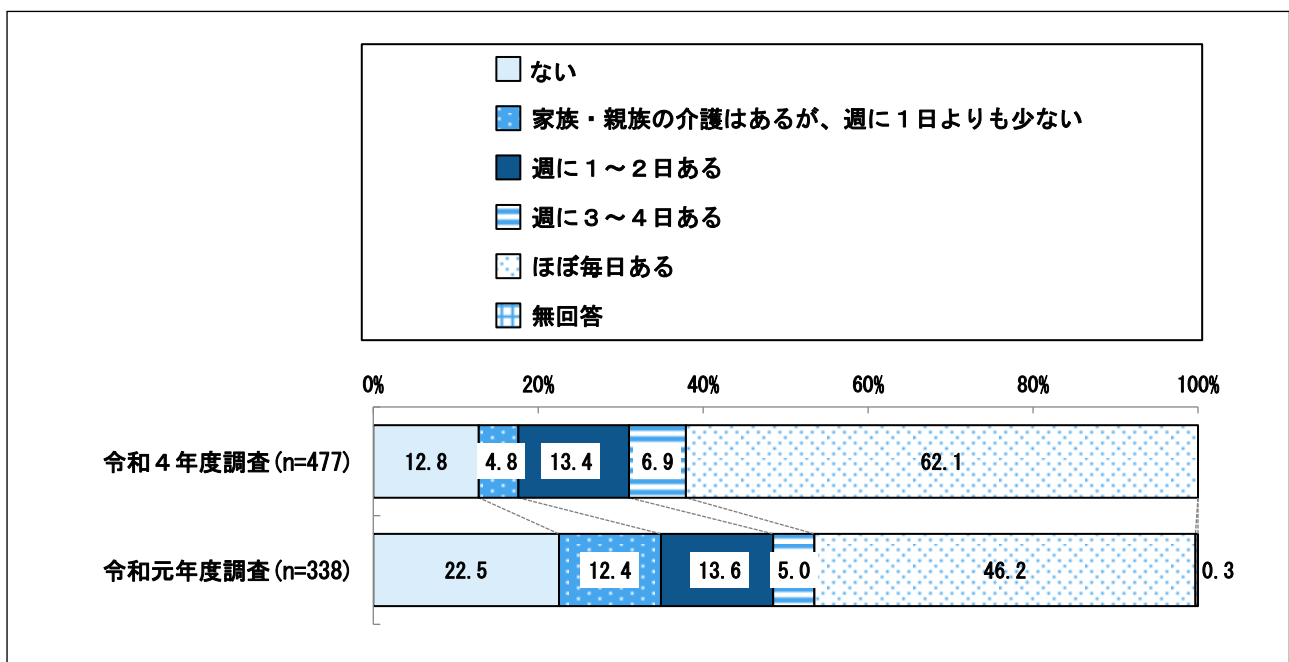 ない
家族・親族の介護はあるが、週に１日よりも少ない
週に１～２日ある
週に３～４日ある
ほぼ毎日ある
無回答
0% 20% 40% 60% 80% 100%
令和４年度調査(n=477) 12.8 4.8 13.4 6.9 62.1
令和元年度調査(n=338) 22.5 12.4 13.6 5.0 46.2 0.3